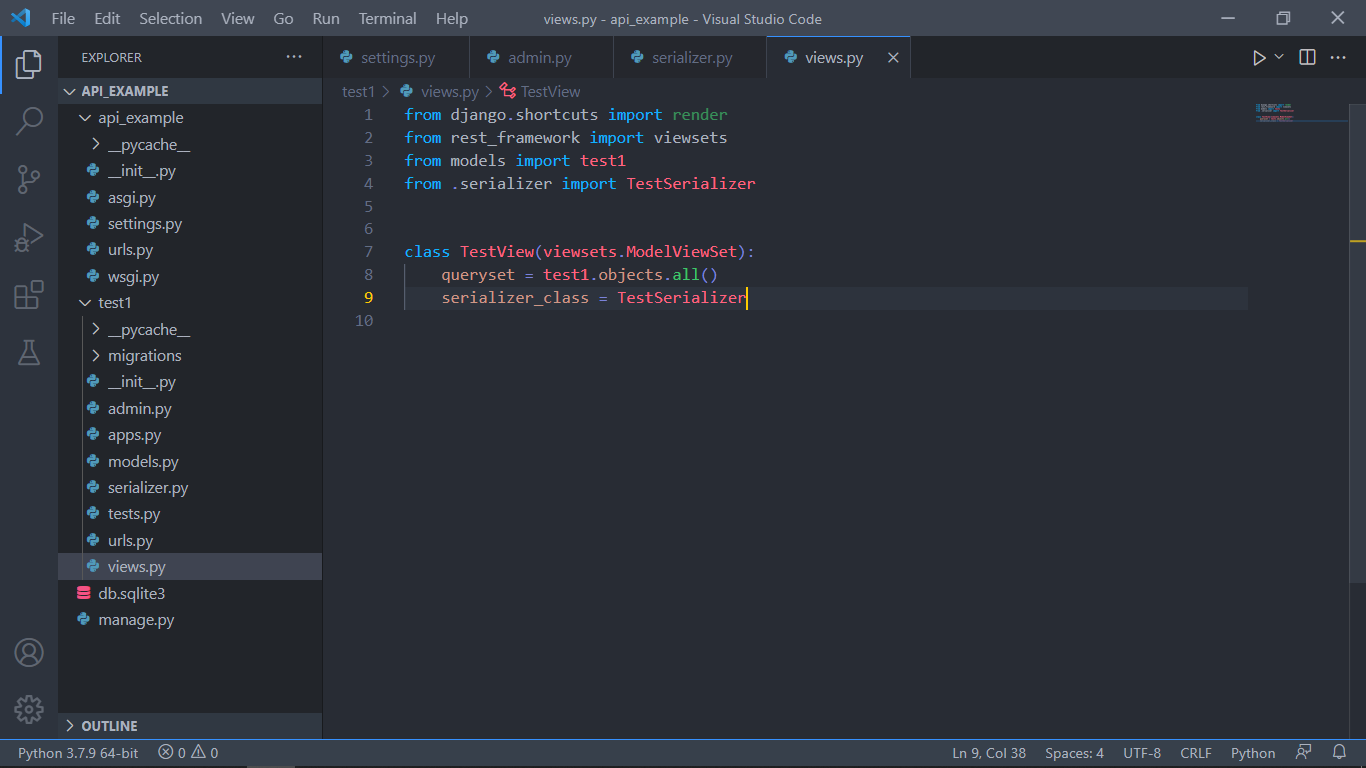 File Edit Selection View Go Run Terminal Help views.py - api_example - Visual Studio Code
EXPLORER ···
settings.py admin.py serializer.py views.py
API_EXAMPLE
api_example
__pycache__
__init__.py
asgi.py
settings.py
urls.py
wsgi.py
test1
__pycache__
migrations
__init__.py
admin.py
apps.py
models.py
serializer.py
tests.py
urls.py
views.py
db.sqlite3
manage.py
OUTLINE
test1 > views.py > TestView
1 from django.shortcuts import render
2 from rest_framework import viewsets
3 from models import test1
4 from .serializer import TestSerializer
5
6
7 class TestView(viewsets.ModelViewSet):
8     queryset = test1.objects.all()
9     serializer_class = TestSerializer
10
Python 3.7.9 64-bit 0 0 Ln 9, Col 38 Spaces: 4 UTF-8 CRLF Python